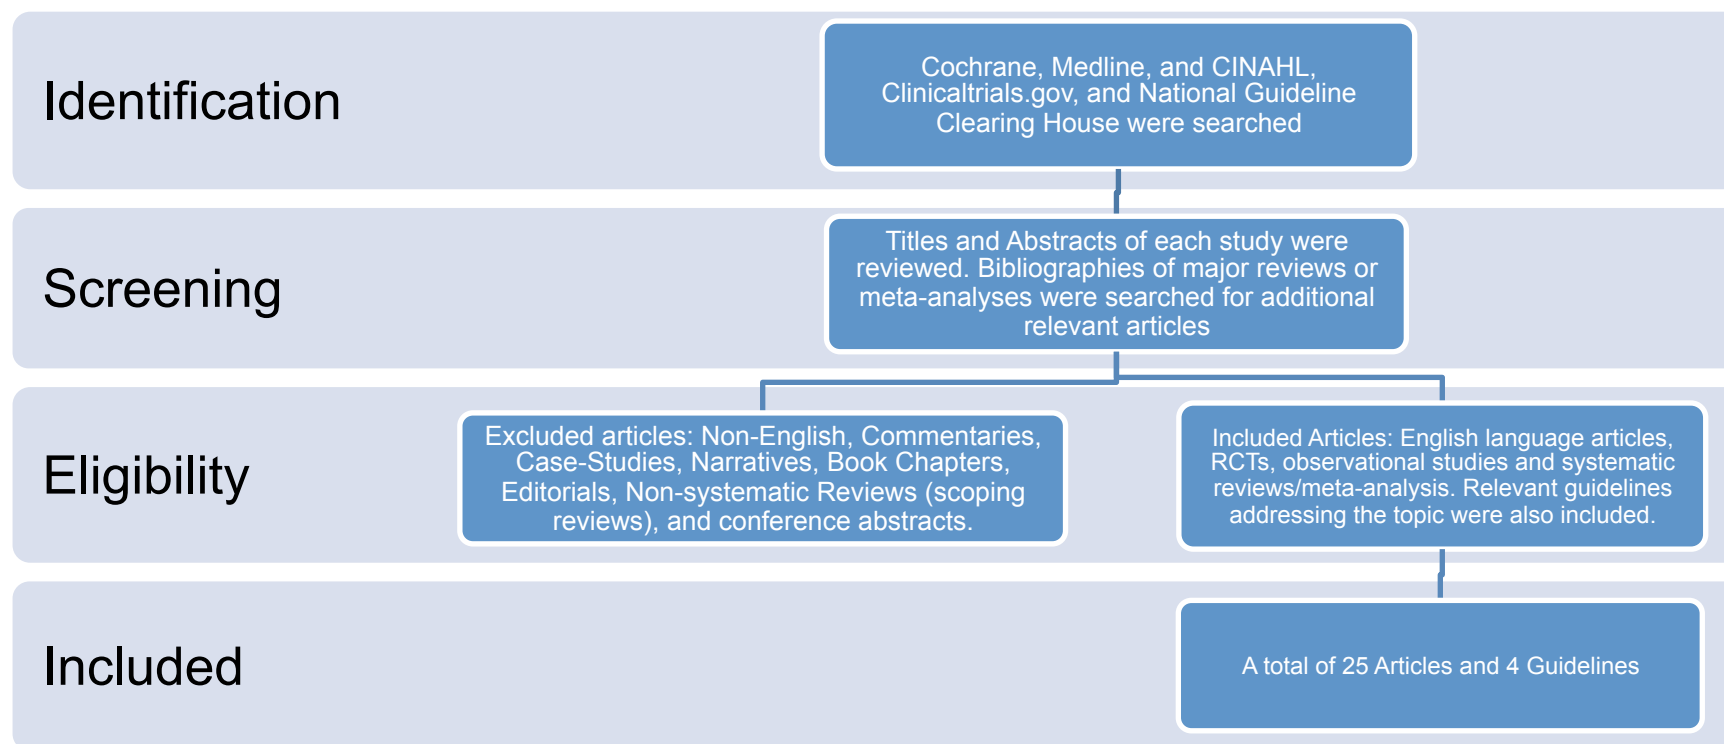 Identification
Cochrane, Medline, and CINAHL,
Clinicaltrials.gov, and National Guideline
Clearing House were searched
Screening
Titles and Abstracts of each study were
reviewed. Bibliographies of major reviews or
meta-analyses were searched for additional
relevant articles
Eligibility
Excluded articles: Non-English, Commentaries,
Case-Studies, Narratives, Book Chapters,
Editorials, Non-systematic Reviews (scoping
reviews), and conference abstracts.
Included Articles: English language articles,
RCTs, observational studies and systematic
reviews/meta-analysis. Relevant guidelines
addressing the topic were also included.
Included
A total of 25 Articles and 4 Guidelines